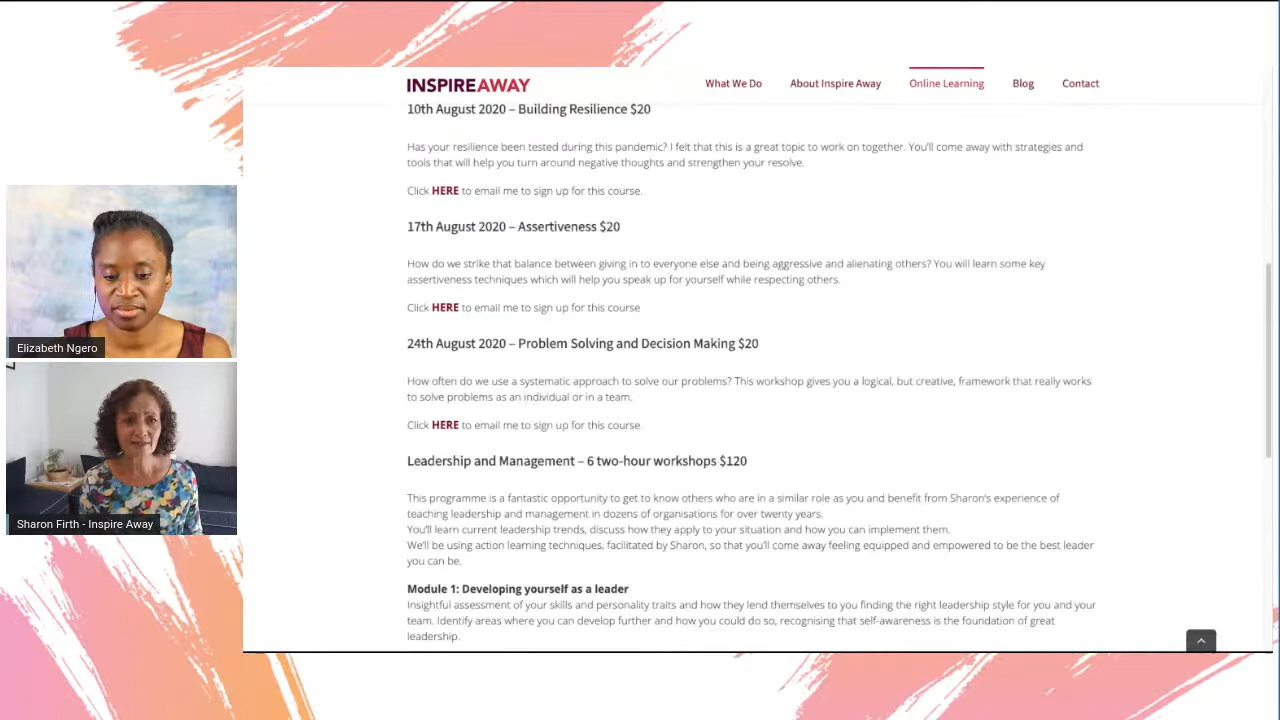 INSPIREAWAY
What We Do
About Inspire Away
Online Learning
Blog
Contact
10th August 2020 – Building Resilience $20
Has your resilience been tested during this pandemic? I felt that this is a great topic to work on together. You'll come away with strategies and
tools that will help you turn around negative thoughts and strengthen your resolve.
Click HERE to email me to sign up for this course.
17th August 2020 – Assertiveness $20
How do we strike that balance between giving in to everyone else and being aggressive and alienating others? You will learn some key
assertiveness techniques which will help you speak up for yourself while respecting others.
Click HERE to email me to sign up for this course
24th August 2020 – Problem Solving and Decision Making $20
How often do we use a systematic approach to solve our problems? This workshop gives you a logical, but creative, framework that really works
to solve problems as an individual or in a team.
Click HERE to email me to sign up for this course.
Leadership and Management – 6 two-hour workshops $120
This programme is a fantastic opportunity to get to know others who are in a similar role as you and benefit from Sharon's experience of
teaching leadership and management in dozens of organisations for over twenty years.
You'll learn current leadership trends, discuss how they apply to your situation and how you can implement them.
We'll be using action learning techniques, facilitated by Sharon, so that you'll come away feeling equipped and empowered to be the best leader
you can be.
Module 1: Developing yourself as a leader
Insightful assessment of your skills and personality traits and how they lend themselves to you finding the right leadership style for you and your
team. Identify areas where you can develop further and how you could do so, recognising that self-awareness is the foundation of great
leadership.
Elizabeth Ngero
Sharon Firth - Inspire Away